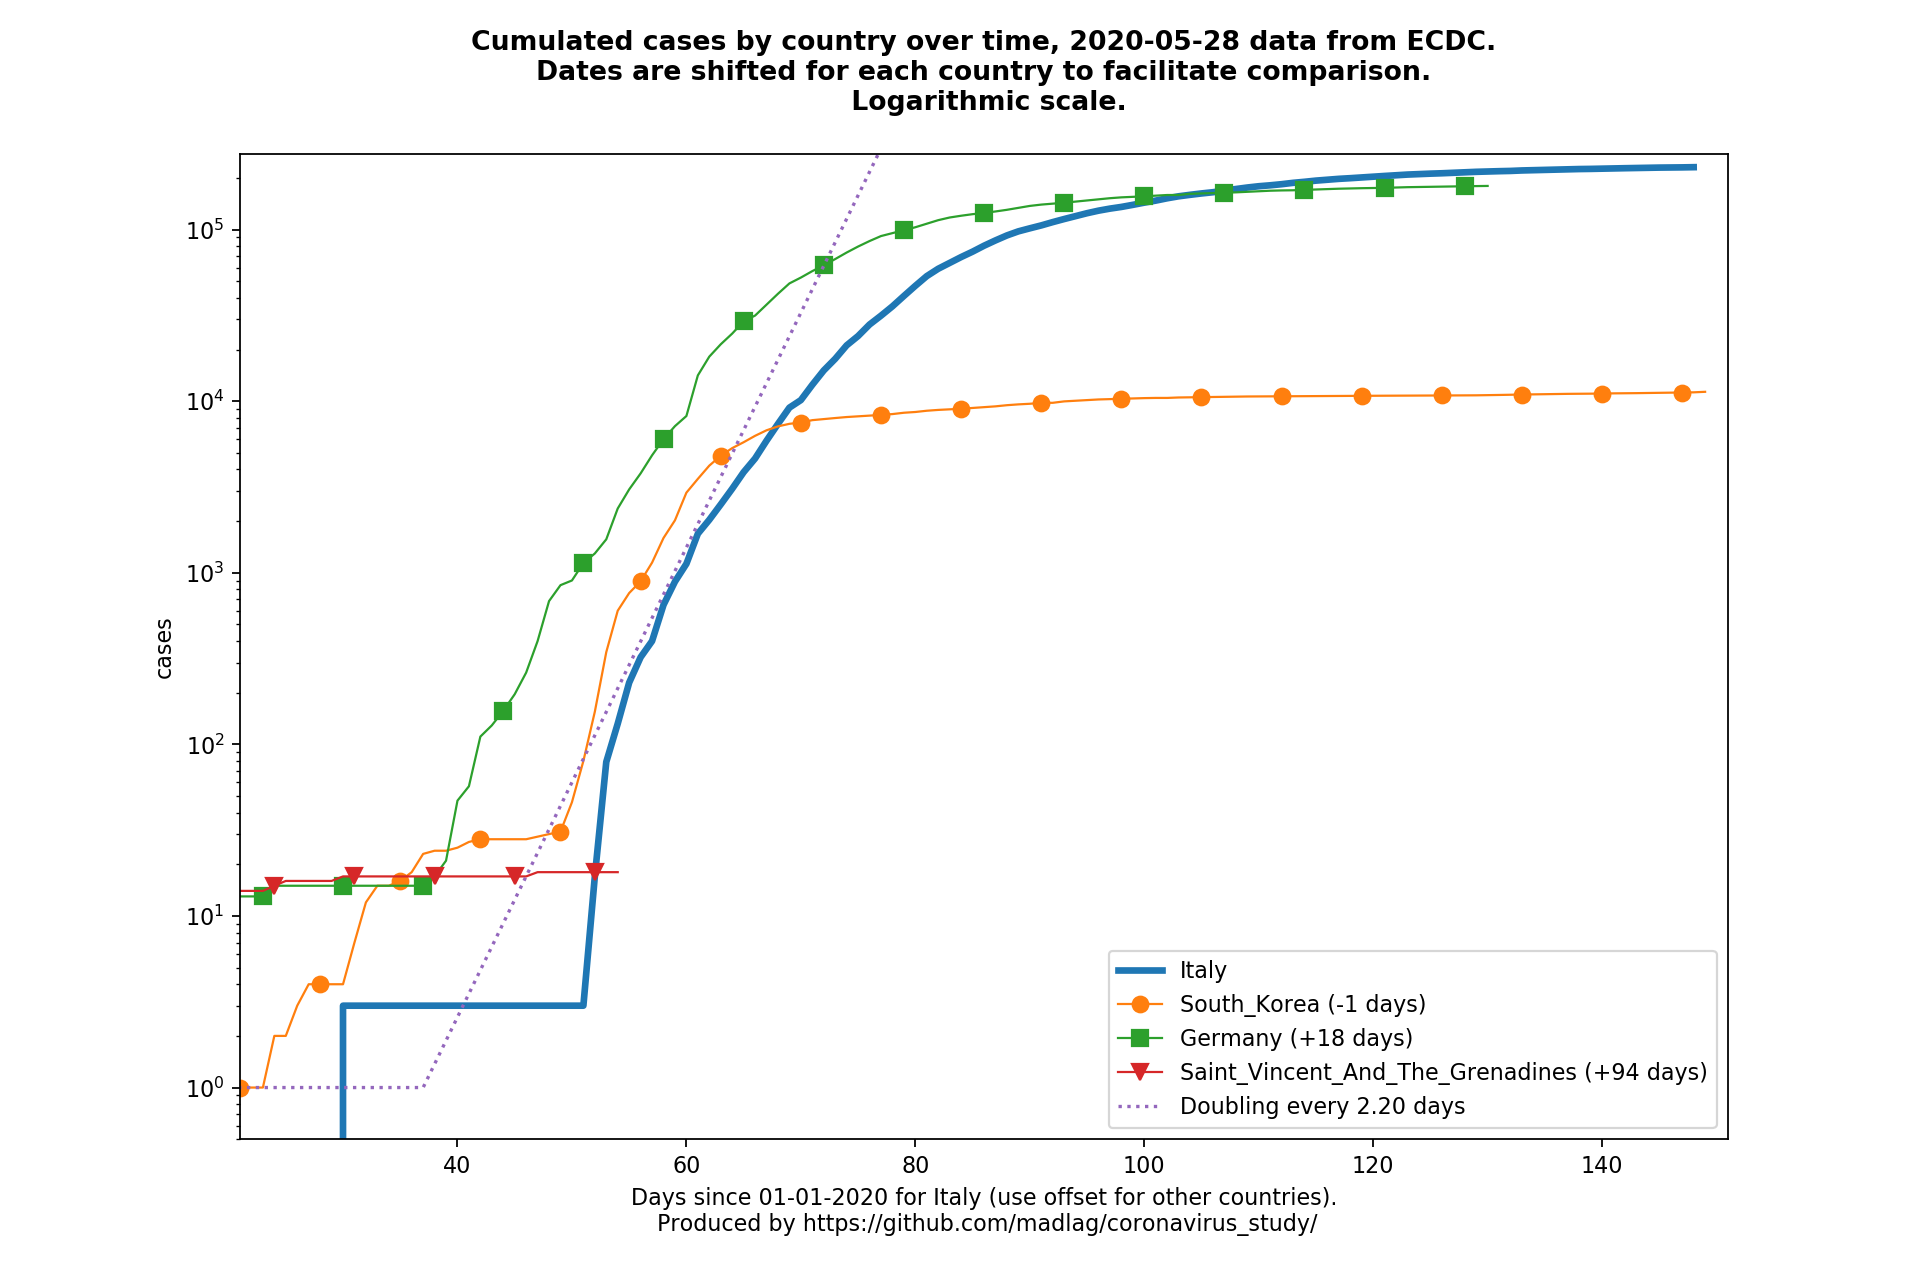 Cumulated cases by country over time, 2020-05-28 data from ECDC.
Dates are shifted for each country to facilitate comparison.
Logarithmic scale.
10^5
10^4
10^3
10^2
10^1
10^0
cases
Italy
South_Korea (-1 days)
Germany (+18 days)
Saint_Vincent_And_The_Grenadines (+94 days)
Doubling every 2.20 days
40 60 80 100 120 140
Days since 01-01-2020 for Italy (use offset for other countries).
Produced by https://github.com/madlag/coronavirus_study/